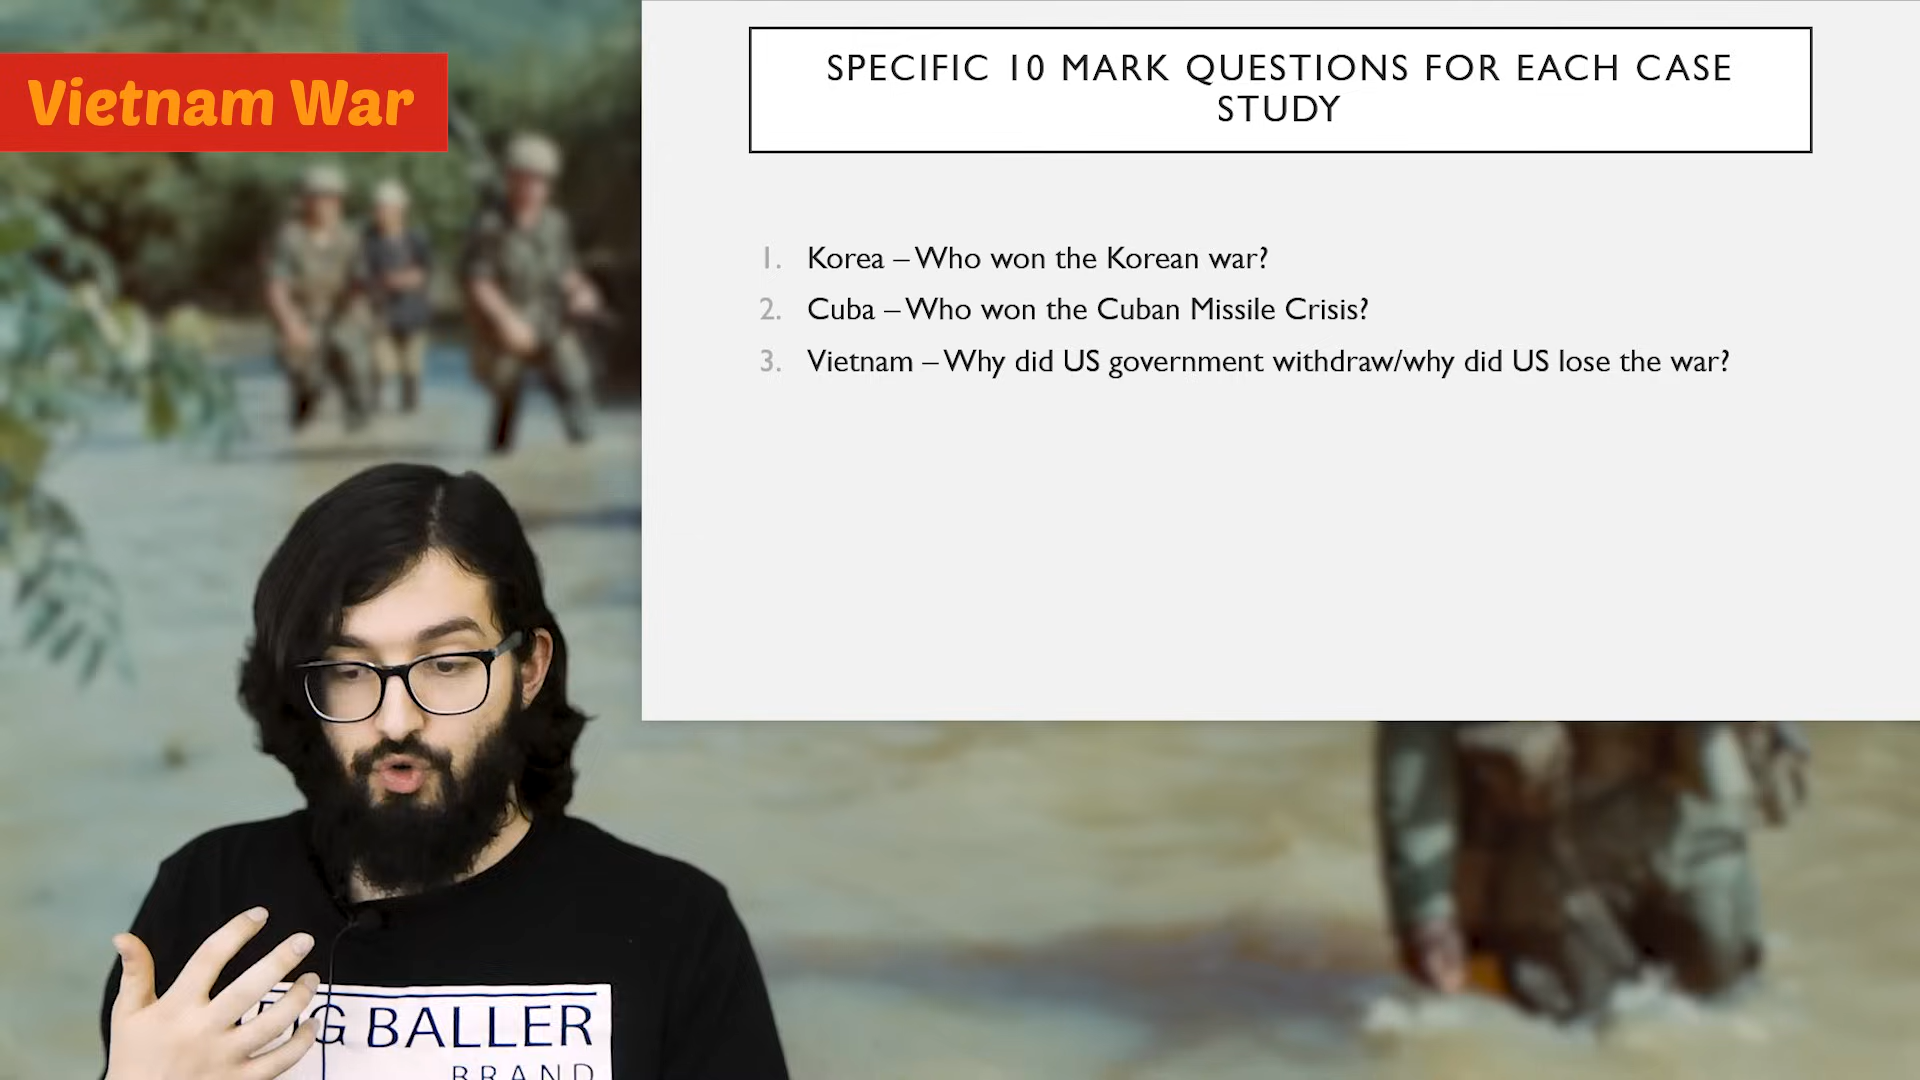 Vietnam War
SPECIFIC 10 MARK QUESTIONS FOR EACH CASE
STUDY
1. Korea – Who won the Korean war?
2. Cuba – Who won the Cuban Missile Crisis?
3. Vietnam – Why did US government withdraw/why did US lose the war?
G BALLER
BRAND